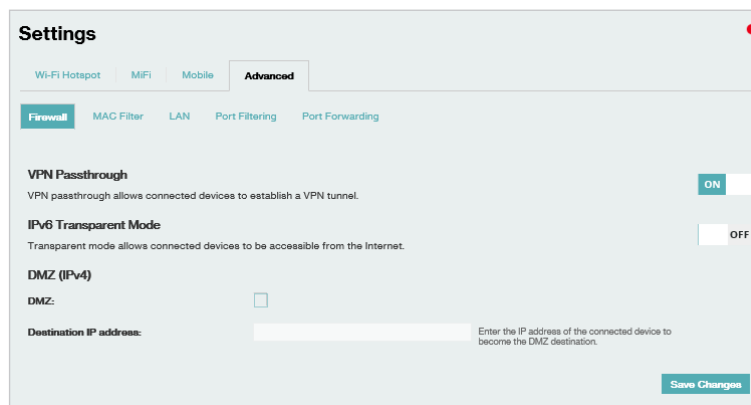 Settings
Wi-Fi Hotspot MiFi Mobile Advanced
Firewall MAC Filter LAN Port Filtering Port Forwarding
VPN Passthrough
VPN passthrough allows connected devices to establish a VPN tunnel.
ON
IPv6 Transparent Mode
Transparent mode allows connected devices to be accessible from the Internet.
OFF
DMZ (IPv4)
DMZ:
Destination IP address:
Enter the IP address of the connected device to
become the DMZ destination.
Save Changes